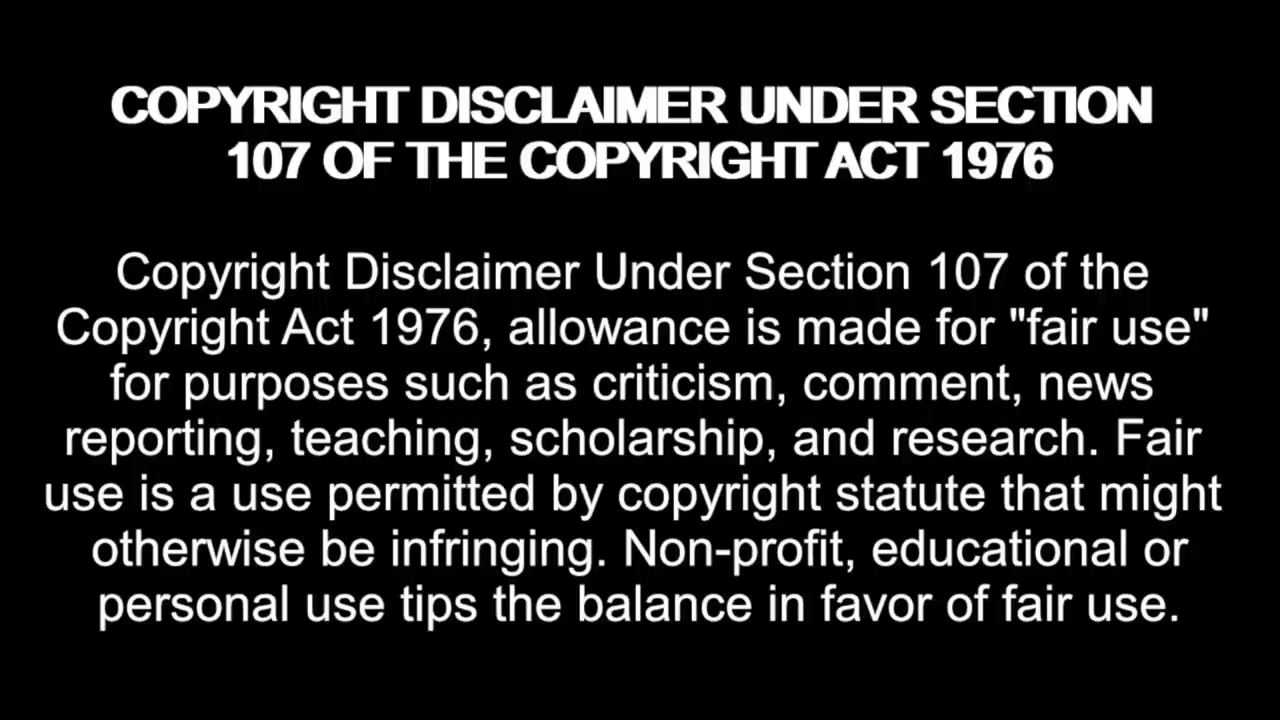 COPYRIGHT DISCLAIMER UNDER SECTION
107 OF THE COPYRIGHT ACT 1976
Copyright Disclaimer Under Section 107 of the
Copyright Act 1976, allowance is made for "fair use"
for purposes such as criticism, comment, news
reporting, teaching, scholarship, and research. Fair
use is a use permitted by copyright statute that might
otherwise be infringing. Non-profit, educational or
personal use tips the balance in favor of fair use.